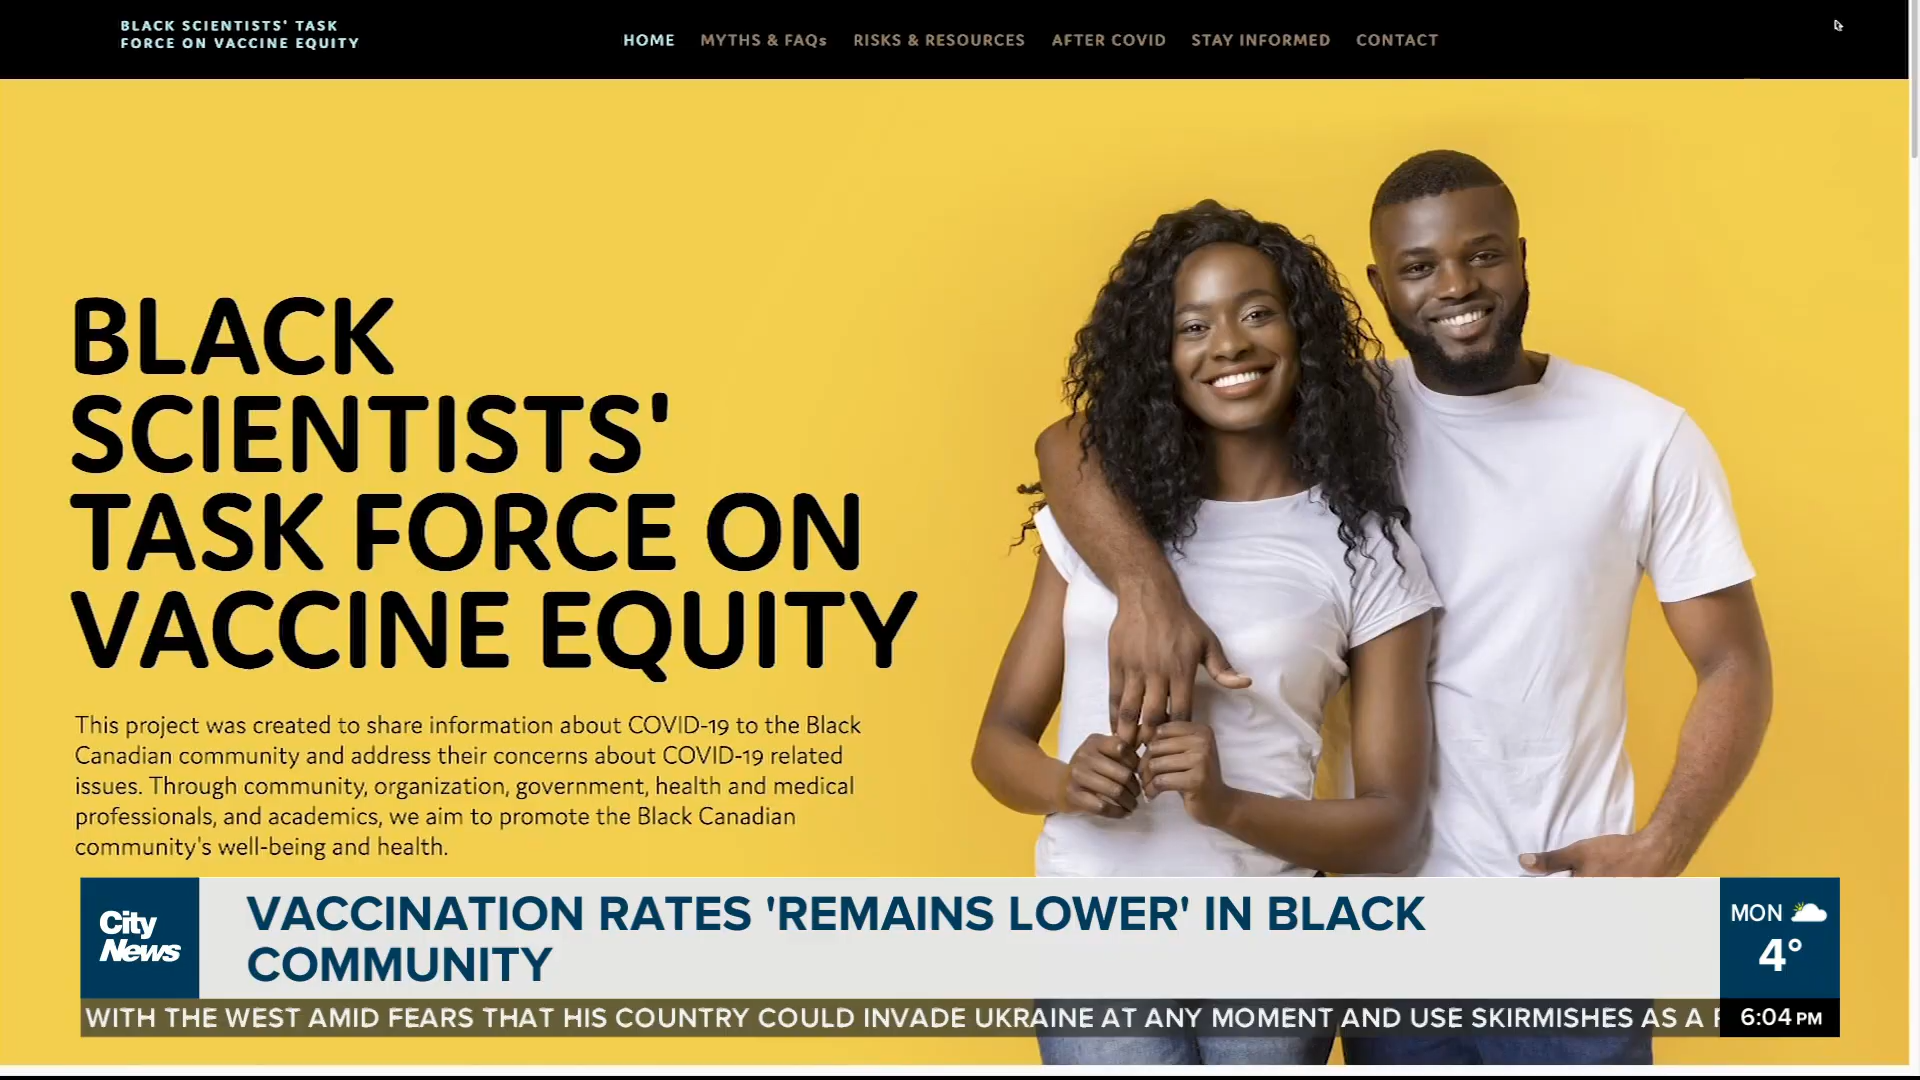 BLACK SCIENTISTS' TASK
FORCE ON VACCINE EQUITY
HOME MYTHS & FAQs RISKS & RESOURCES AFTER COVID STAY INFORMED CONTACT
BLACK
SCIENTISTS'
TASK FORCE ON
VACCINE EQUITY
This project was created to share information about COVID-19 to the Black
Canadian community and address their concerns about COVID-19 related
issues. Through community, organization, government, health and medical
professionals, and academics, we aim to promote the Black Canadian
community's well-being and health.
City
News
VACCINATION RATES 'REMAINS LOWER' IN BLACK
COMMUNITY
MON
4°
WITH THE WEST AMID FEARS THAT HIS COUNTRY COULD INVADE UKRAINE AT ANY MOMENT AND USE SKIRMISHES AS A
6:04 PM